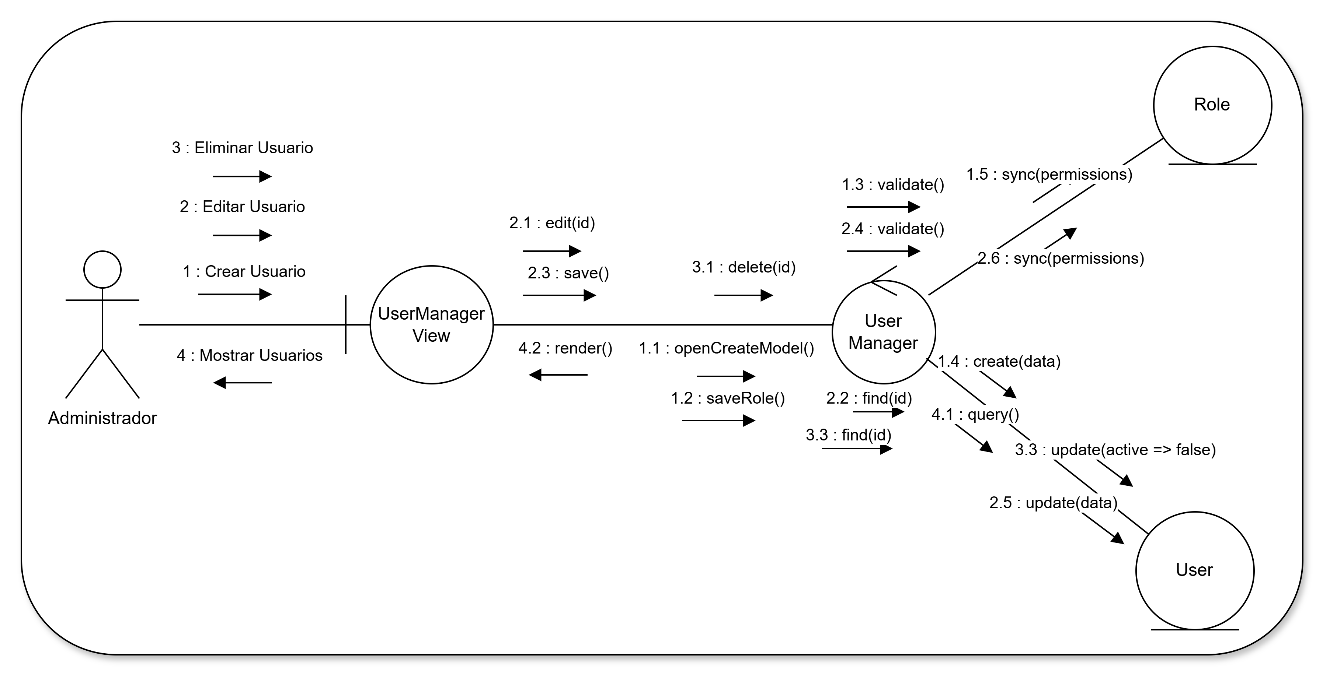 Role
3 : Eliminar Usuario
1.5 : sync(permissions)
1.3 : validate()
2 : Editar Usuario
2.1 : edit(id)
2.4 : validate()
2.6 : sync(permissions)
1 : Crear Usuario
2.3 : save()
3.1 : delete(id)
UserManager
View
User
Manager
4 : Mostrar Usuarios
4.2 : render()
1.1 : openCreateModel()
1.4 : create(data)
1.2 : saveRole()
2.2 : find(id)
Administrador
4.1 : query()
3.3 : find(id)
3.3 : update(active => false)
2.5 : update(data)
User